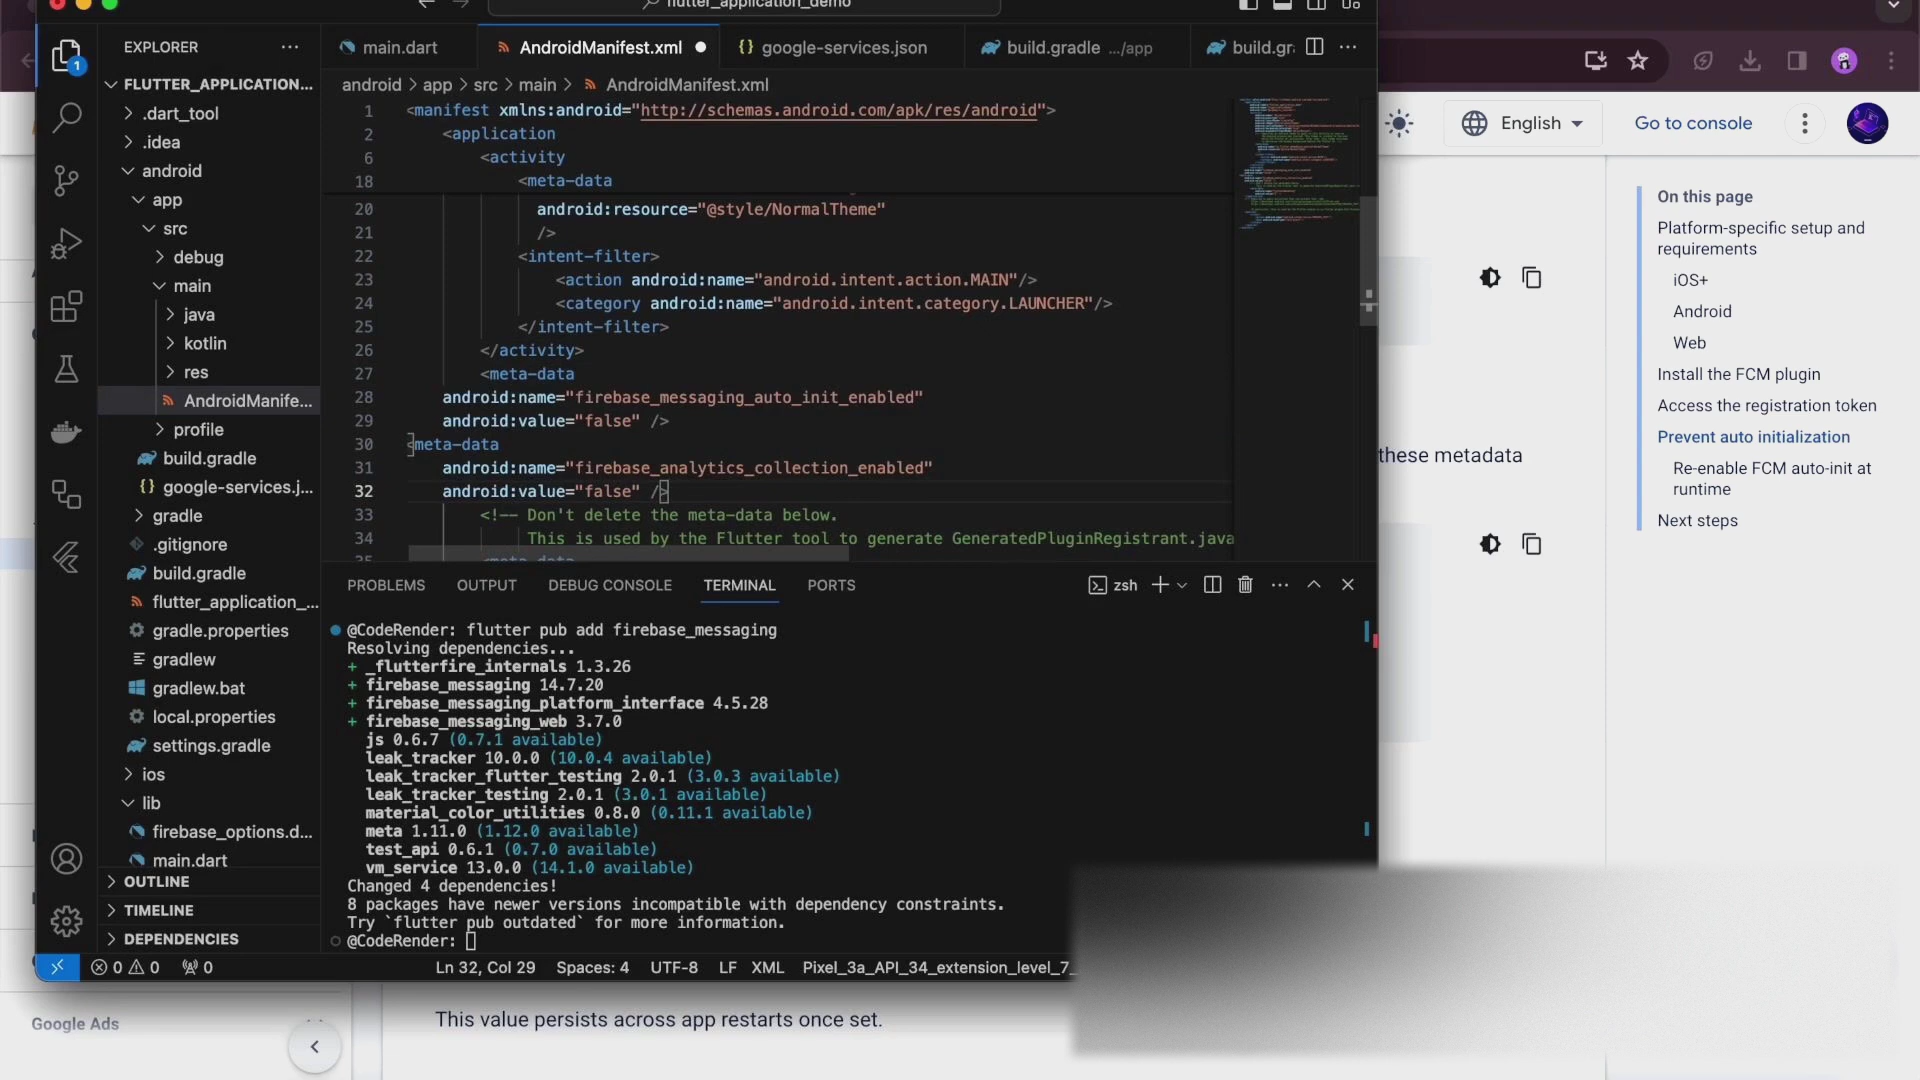 flutter_application_demo
EXPLORER
FLUTTER_APPLICATION...
.dart_tool
.idea
android
app
src
debug
main
java
kotlin
res
AndroidManife...
profile
build.gradle
google-services.j...
gradle
.gitignore
build.gradle
flutter_application_...
gradle.properties
gradlew
gradlew.bat
local.properties
settings.gradle
ios
lib
firebase_options.d...
main.dart
OUTLINE
TIMELINE
DEPENDENCIES
1
main.dart
AndroidManifest.xml
google-services.json
build.gradle .../app
build.gr
android > app > src > main > AndroidManifest.xml
1 <manifest xmlns:android="http://schemas.android.com/apk/res/android">
2 <application
6 <activity
18 <meta-data
20 android:resource="@style/NormalTheme"
21 />
22 <intent-filter>
23 <action android:name="android.intent.action.MAIN"/>
24 <category android:name="android.intent.category.LAUNCHER"/>
25 </intent-filter>
26 </activity>
27 <meta-data
28 android:name="firebase_messaging_auto_init_enabled"
29 android:value="false" />
30 <meta-data
31 android:name="firebase_analytics_collection_enabled"
32 android:value="false" />
33 <!-- Don't delete the meta-data below.
34 This is used by the Flutter tool to generate GeneratedPluginRegistrant.java
35 <meta-data
PROBLEMS OUTPUT DEBUG CONSOLE TERMINAL PORTS
zsh
@CodeRender: flutter pub add firebase_messaging
Resolving dependencies...
+ _flutterfire_internals 1.3.26
+ firebase_messaging 14.7.20
+ firebase_messaging_platform_interface 4.5.28
+ firebase_messaging_web 3.7.0
js 0.6.7 (0.7.1 available)
leak_tracker 10.0.0 (10.0.4 available)
leak_tracker_flutter_testing 2.0.1 (3.0.3 available)
leak_tracker_testing 2.0.1 (3.0.1 available)
material_color_utilities 0.8.0 (0.11.1 available)
meta 1.11.0 (1.12.0 available)
test_api 0.6.1 (0.7.0 available)
vm_service 13.0.0 (14.1.0 available)
Changed 4 dependencies!
8 packages have newer versions incompatible with dependency constraints.
Try `flutter pub outdated` for more information.
@CodeRender:
0 0 0
Ln 32, Col 29 Spaces: 4 UTF-8 LF XML Pixel_3a_API_34_extension_level_7_
English
Go to console
On this page
Platform-specific setup and
requirements
iOS+
Android
Web
Install the FCM plugin
Access the registration token
Prevent auto initialization
Re-enable FCM auto-init at
runtime
Next steps
these metadata
Google Ads
This value persists across app restarts once set.